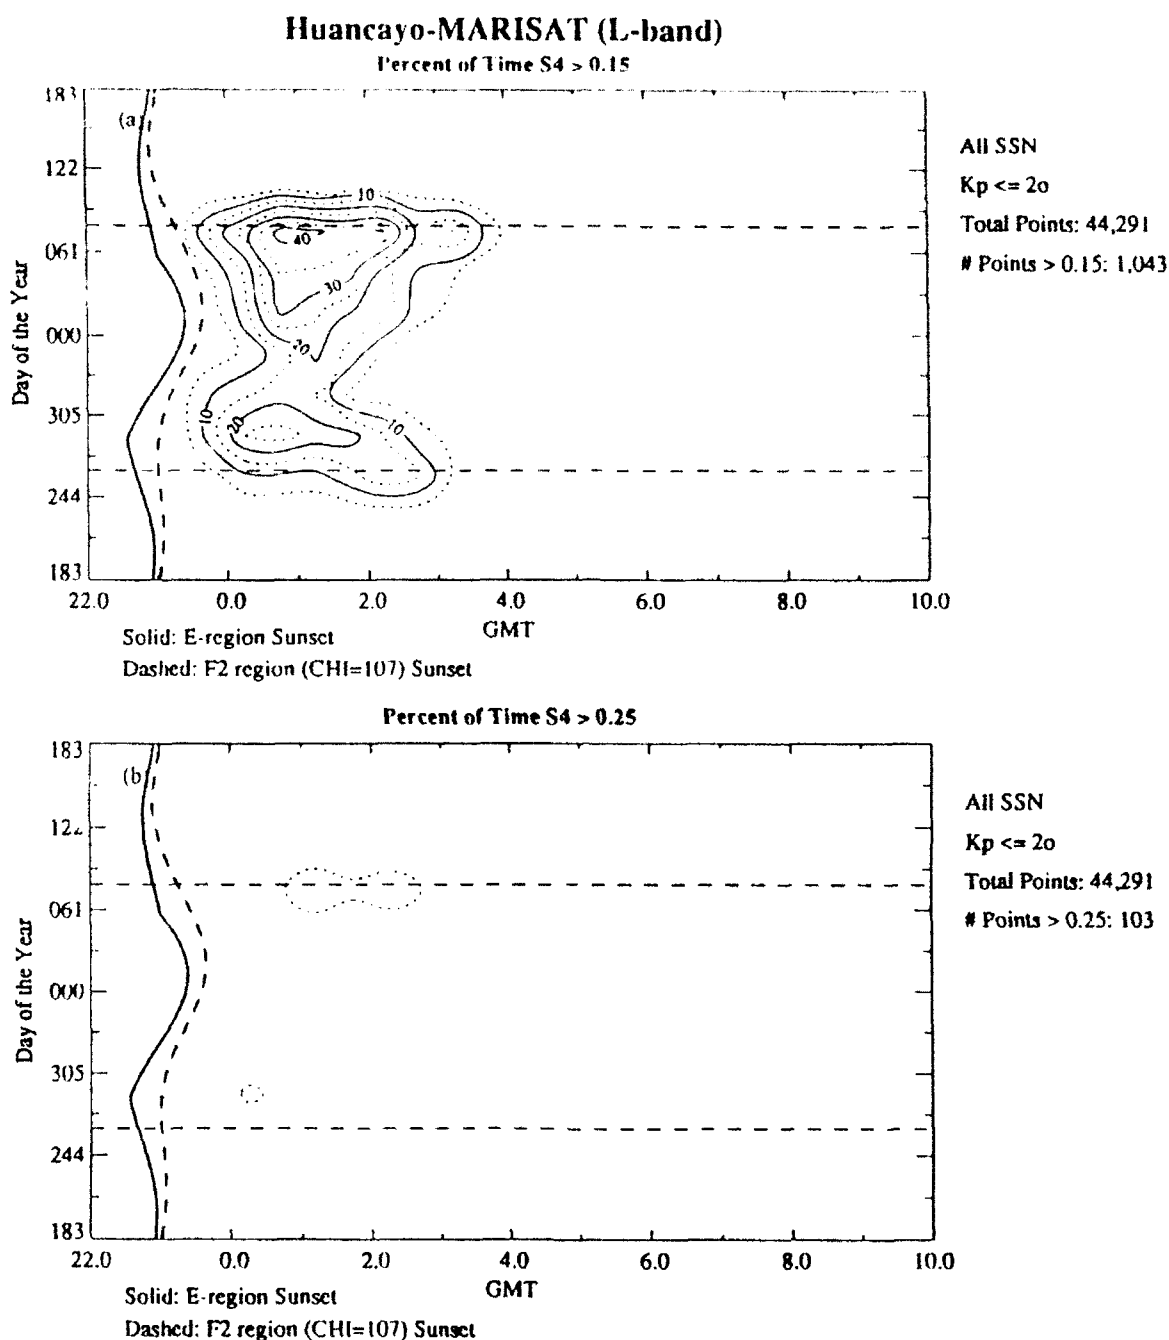 Huancayo-MARISAT (L-band)
Percent of Time S4 > 0.15
(a)
183
122
061
000
305
244
183
Day of the Year
10
40
30
20
10
20
10
22.0 0.0 2.0 4.0 6.0 8.0 10.0
GMT
Solid: E-region Sunset
Dashed: F2 region (CHI=107) Sunset
All SSN
Kp <= 2o
Total Points: 44,291
# Points > 0.15: 1,043
Percent of Time S4 > 0.25
(b)
183
122
061
000
305
244
183
Day of the Year
22.0 0.0 2.0 4.0 6.0 8.0 10.0
GMT
Solid: E-region Sunset
Dashed: F2 region (CHI=107) Sunset
All SSN
Kp <= 2o
Total Points: 44,291
# Points > 0.25: 103